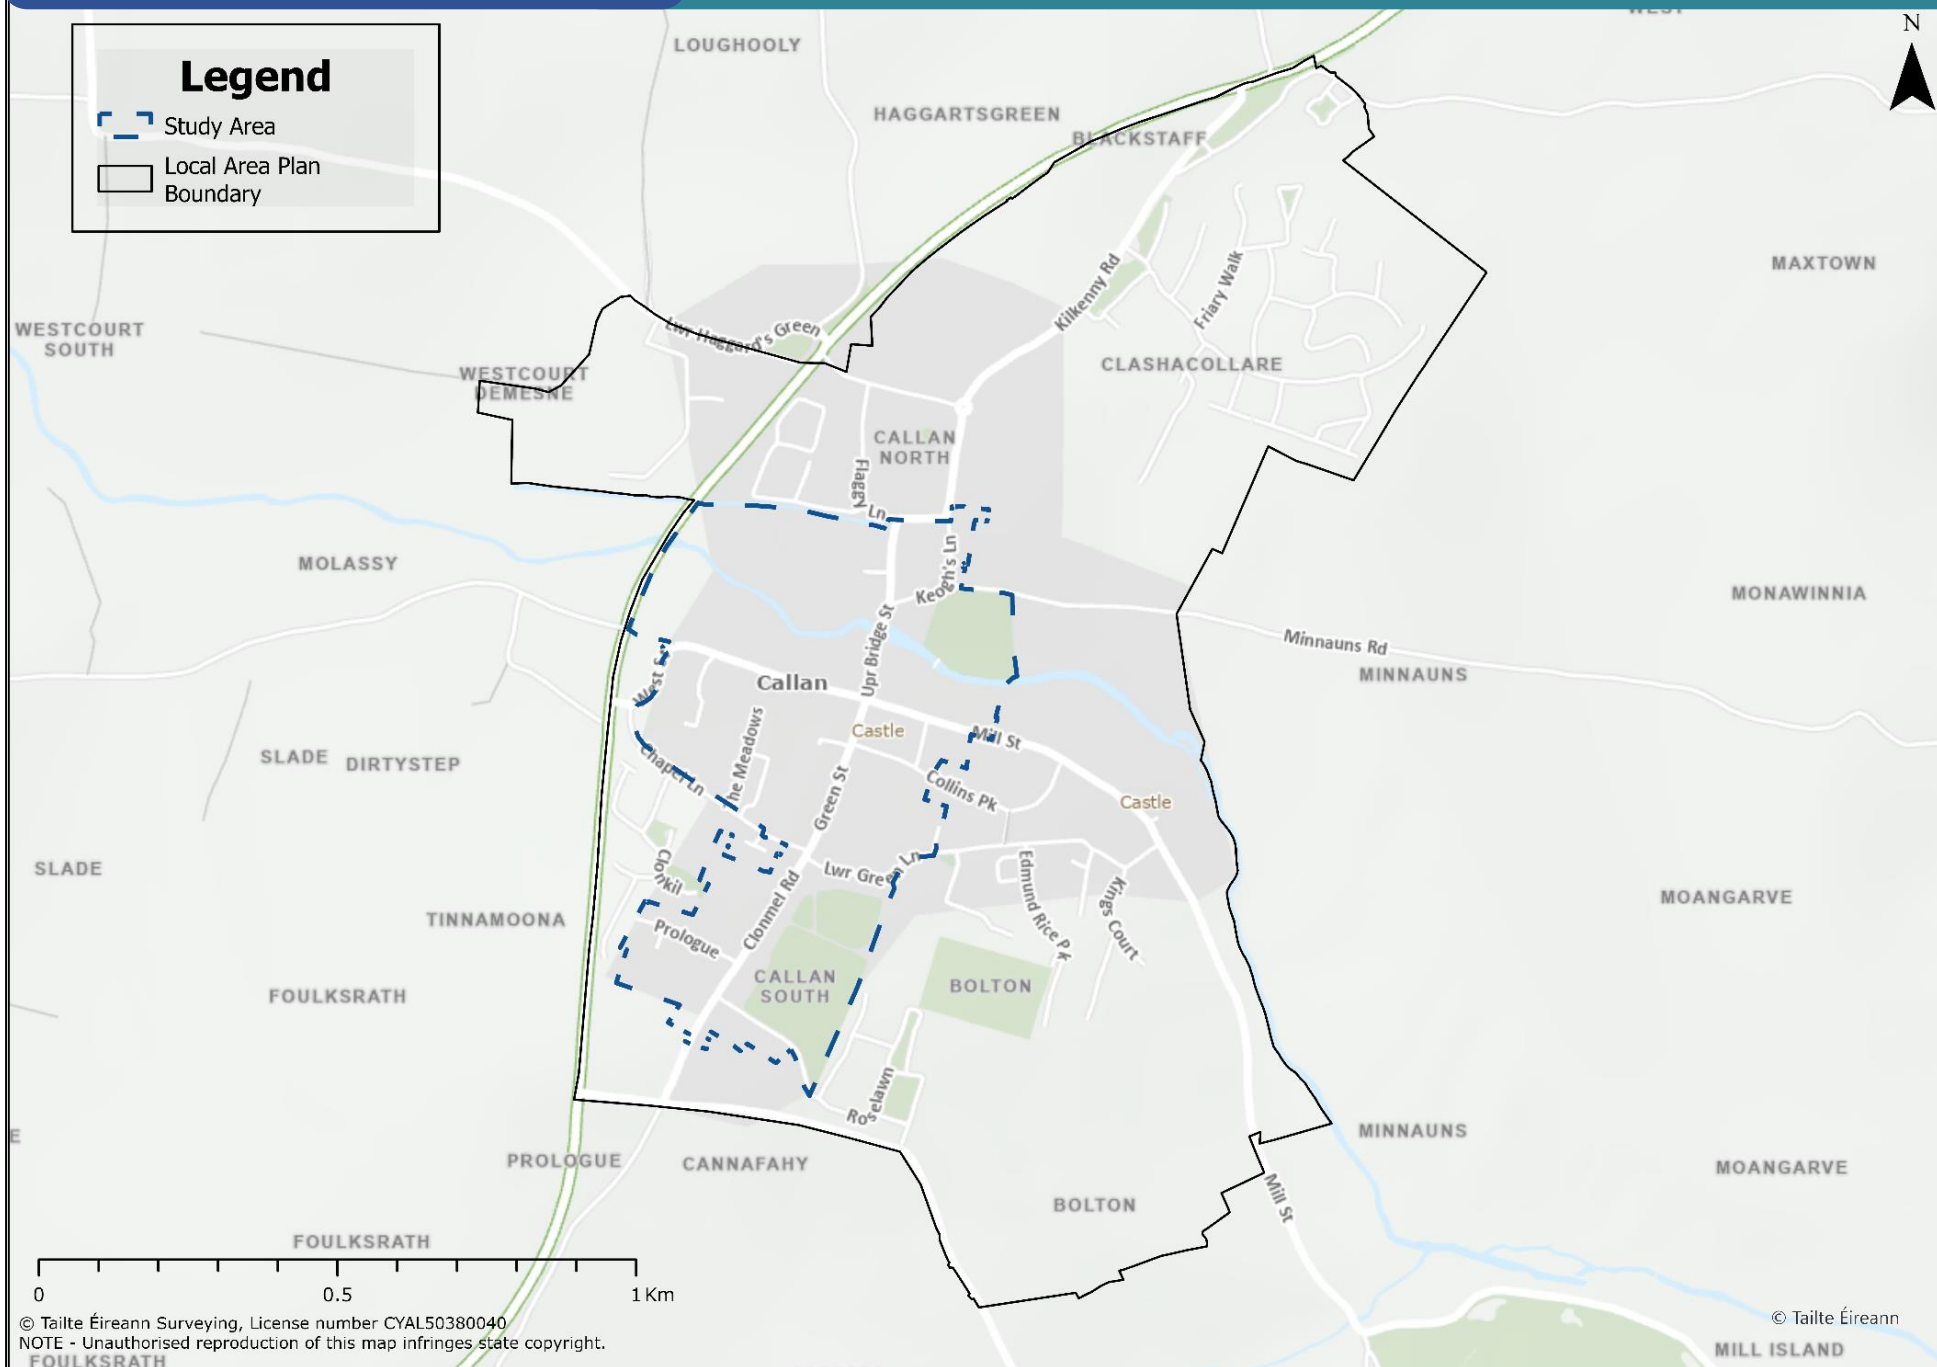 WEST
N
Legend
Study Area
Local Area Plan
Boundary
LOUGHOOLY
HAGGARTSGREEN
BLACKSTAFF
MAXTOWN
WESTCOURT
SOUTH
Lwr Haggard's Green
Kilkenny Rd
Friary Walk
WESTCOURT
DEMESNE
CLASHACOLLARE
CALLAN
NORTH
Flaggy Ln
MOLASSY
Keogh's Ln
MONAWINNIA
Upr Bridge St
Minnauns Rd
MINNAUNS
West St
Callan
Castle
Mill St
SLADE
DIRTYSTEP
Chapel Ln
The Meadows
Green St
Collins Pk
Castle
SLADE
Clonkil
Lwr Green Ln
Edmund Rice Pk
Kings Court
MOANGARVE
TINNAMOONA
Prologue
Clonmel Rd
FOULKSRATH
CALLAN
SOUTH
BOLTON
Roselawn
E
MINNAUNS
PROLOGUE
CANNAFAHY
MOANGARVE
BOLTON
Mill St
FOULKSRATH
0 0.5 1 Km
© Tailte Éireann Surveying, License number CYAL50380040
NOTE - Unauthorised reproduction of this map infringes state copyright.
© Tailte Éireann
MILL ISLAND
FOULKSRATH